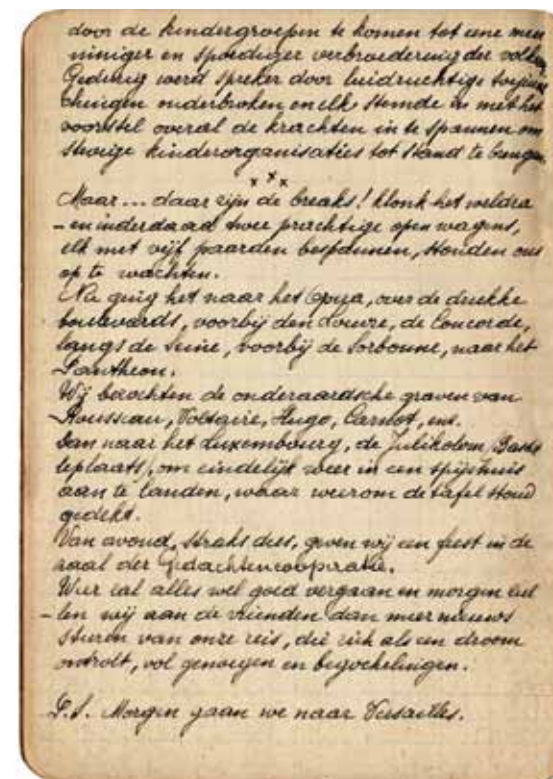 door de kindergroepen te komen tot eene men
niniger en spoediger verbroedering der volken
Gedurig werd spreker door luidruchtige toejui
chingen onderbroken en elk stemde in met het
voorstel overal de krachten in te spannen om
stevige kinderorganisaties tot stand te brengen
x x x
Maar... daar zijn de breaks! klonk het weldra
- en inderdaad twee prachtige open wagens,
elk met vijf paarden bespannen, stonden ons
op te wachten.
Nu ging het naar het Opera, over de drukke
boulevards, voorbij den Louvre, de Concorde,
langs de Seine, voorbij de Sorbonne, naar het
Pantheon.
Wij bezochten de onderaardsche graven van
Rousseau, Voltaire, Hugo, Carnot, enz.
Dan naar het Luxembourg, de Julikolom, Basti
leplaats, om eindelijk weer in een spijshuis
aan te landen, waar weerom de tafel stond
gedekt.
Van avond, straks dus, geven wij een feest in de
zaal der Gedachtencooperatie.
Weer zal alles wel goed vergaan en morgen zul
- len wij aan de vrienden dan meer nieuws
sturen van onze reis, die zich als een droom
ontrolt, vol genoegen en begoochelingen.
P.S. Morgen gaan we naar Versailles.